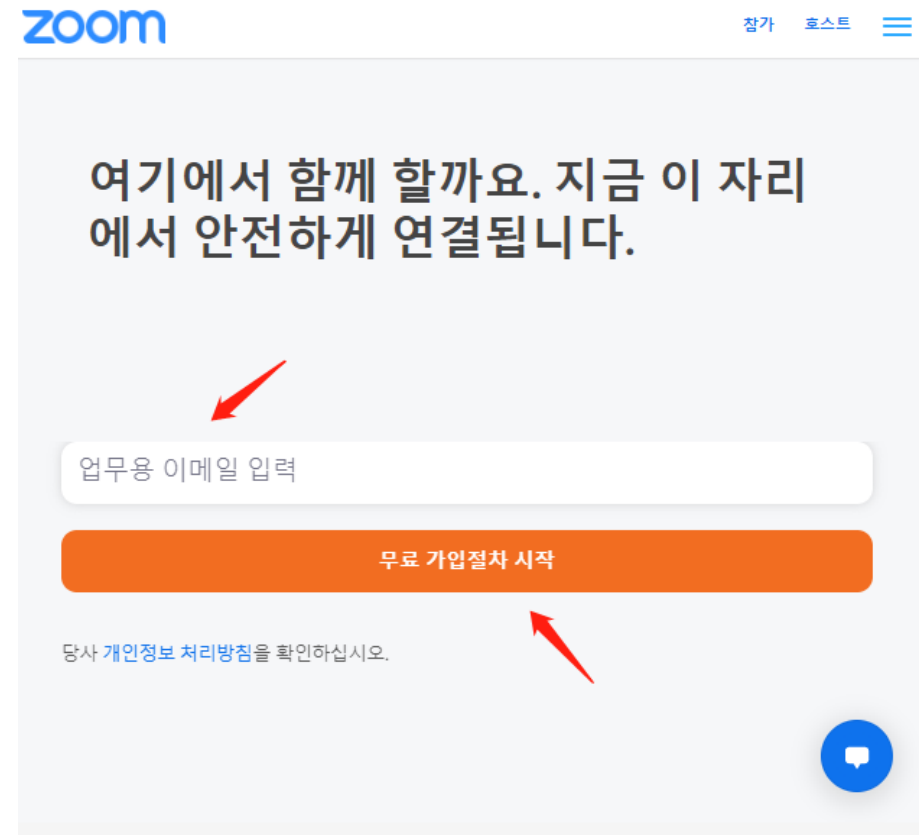 zoom
참가 호스트
여기에서 함께 할까요. 지금 이 자리
에서 안전하게 연결됩니다.
업무용 이메일 입력
무료 가입절차 시작
당사 개인정보 처리방침을 확인하십시오.